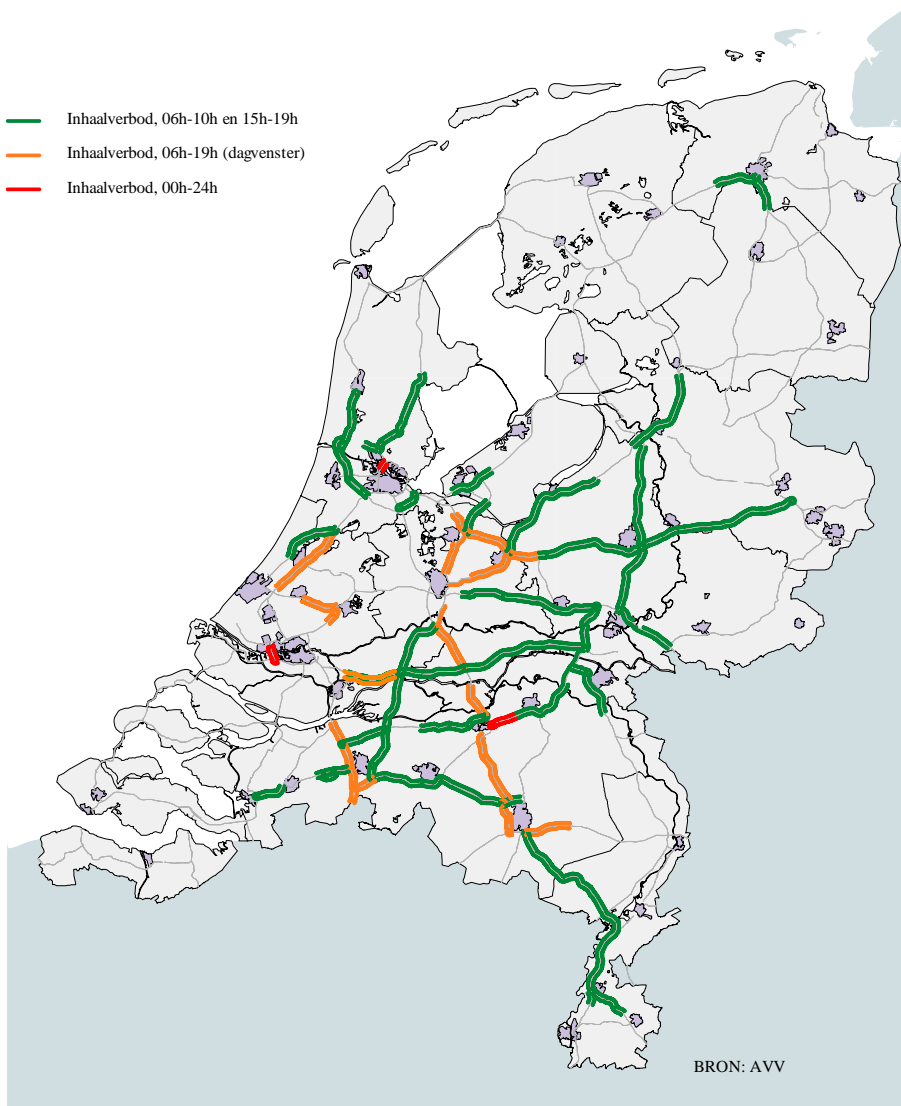 Inhaalverbod, 06h-10h en 15h-19h
Inhaalverbod, 06h-19h (dagvenster)
Inhaalverbod, 00h-24h
BRON: AVV